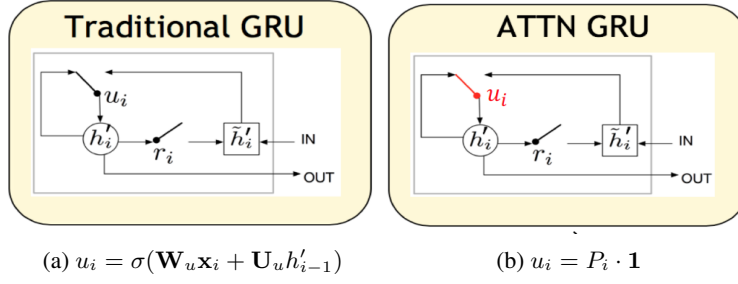 Traditional GRU
u_i
h'_i
r_i
h̃'_i
IN
OUT
(a) u_i = σ(W_u x_i + U_u h'_{i−1})
ATTN GRU
u_i
h'_i
r_i
h̃'_i
IN
OUT
(b) u_i = P_i · 1